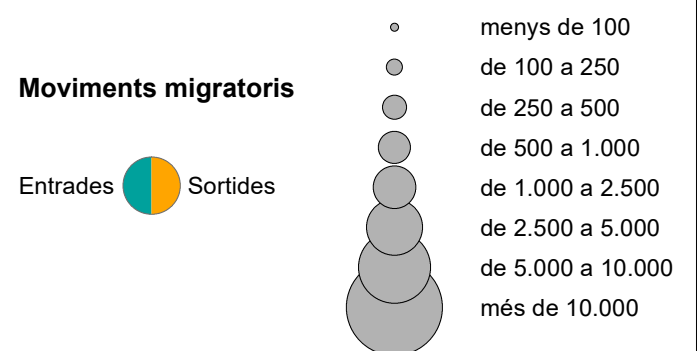 Moviments migratoris
Entrades Sortides
menys de 100
de 100 a 250
de 250 a 500
de 500 a 1.000
de 1.000 a 2.500
de 2.500 a 5.000
de 5.000 a 10.000
més de 10.000